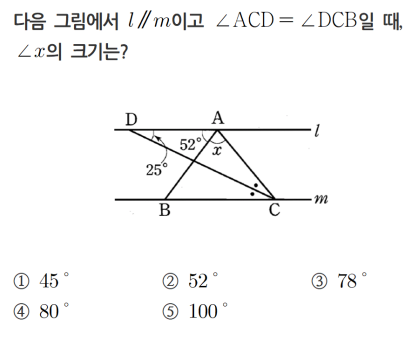 다음 그림에서 l∥m이고 ∠ACD=∠DCB일 때,
∠x의 크기는?
D A l
52° x
25°
B C m
① 45° ② 52° ③ 78°
④ 80° ⑤ 100°